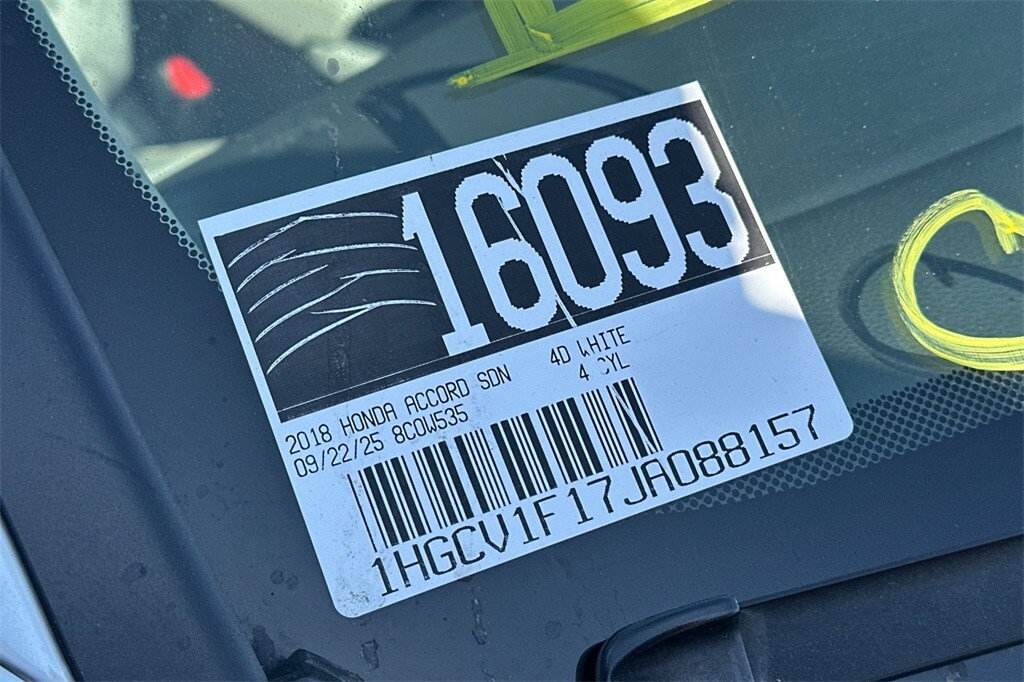 16093
2018 HONDA ACCORD SDN 4D WHITE
09/22/25 8COW535 4 CYL
1HGCV1F17JA088157